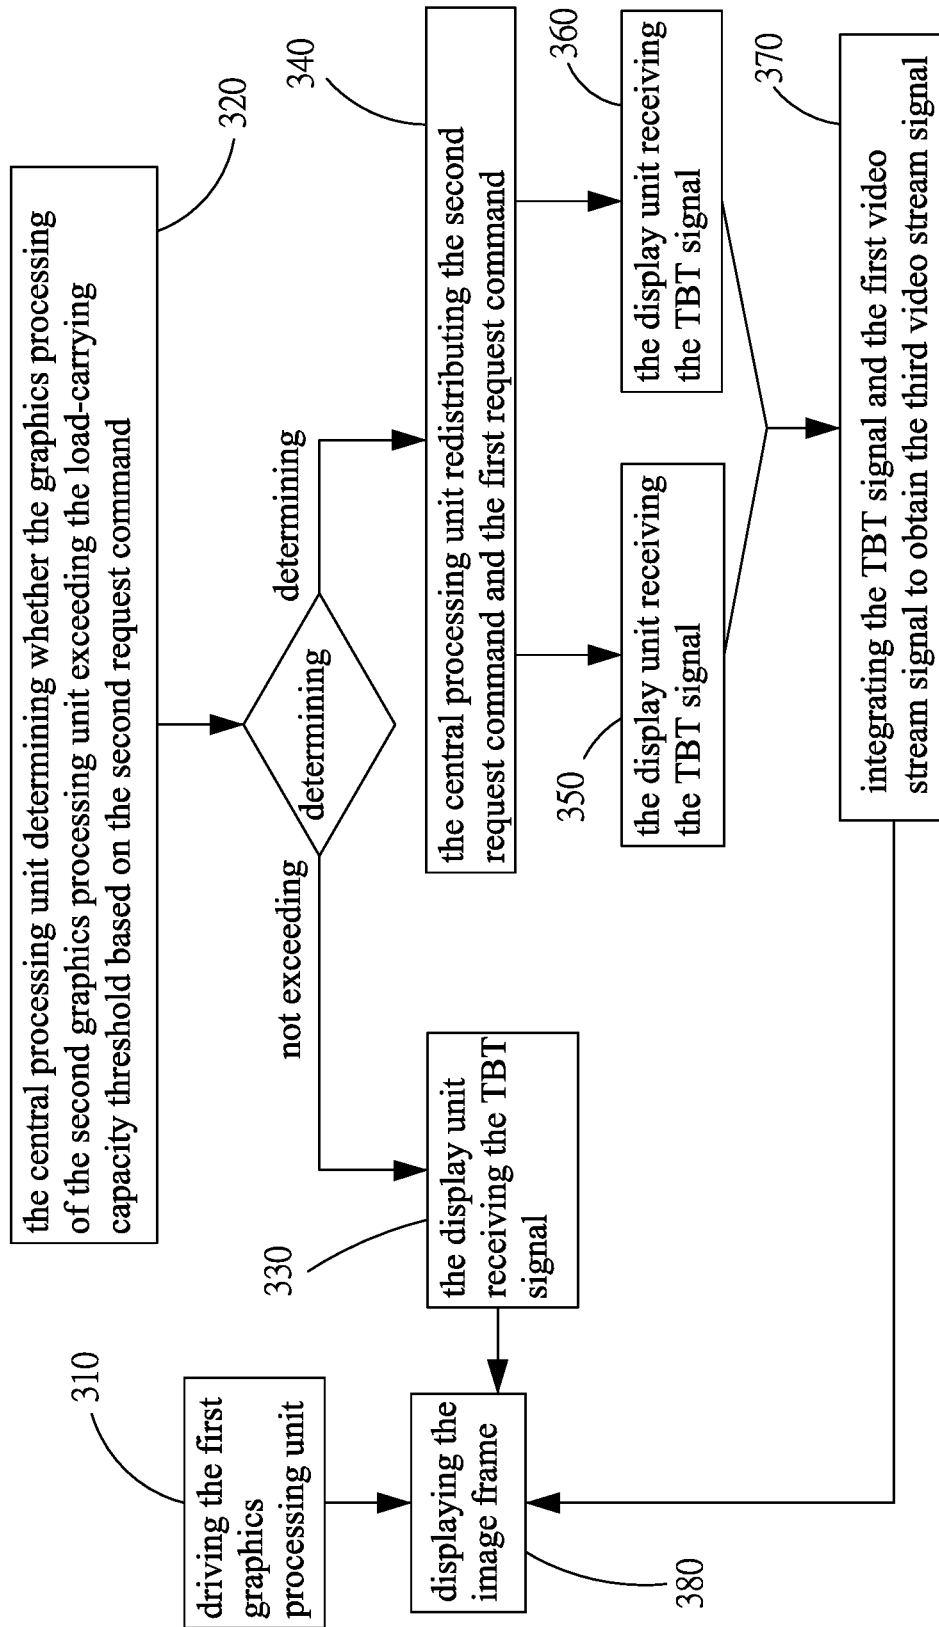 310
driving the first
graphics
processing unit
320
the central processing unit determining whether the graphics processing
of the second graphics processing unit exceeding the load-carrying
capacity threshold based on the second request command
determining
not exceeding
determining
330
the display unit
receiving the TBT
signal
340
the central processing unit redistributing the second
request command and the first request command
350
the display unit receiving
the TBT signal
360
the display unit receiving
the TBT signal
370
integrating the TBT signal and the first video
stream signal to obtain the third video stream signal
displaying the
image frame
380